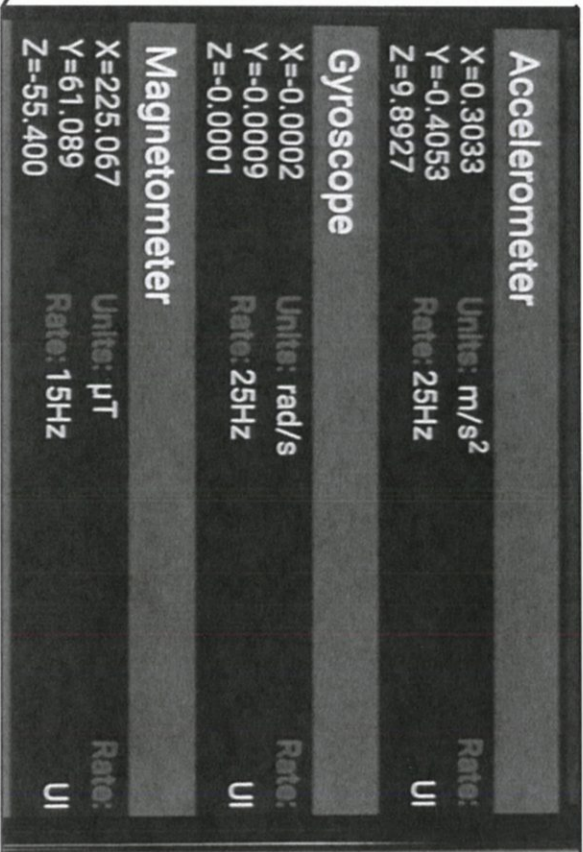 Accelerometer
X=0.3033 Units: m/s² Rate:
Y=-0.4053 Rate: 25Hz UI
Z=9.8927
Gyroscope
X=-0.0002 Units: rad/s Rate:
Y=-0.0009 Rate: 25Hz UI
Z=-0.0001
Magnetometer
X=225.067 Units: µT Rate:
Y=61.089 Rate: 15Hz UI
Z=-55.400